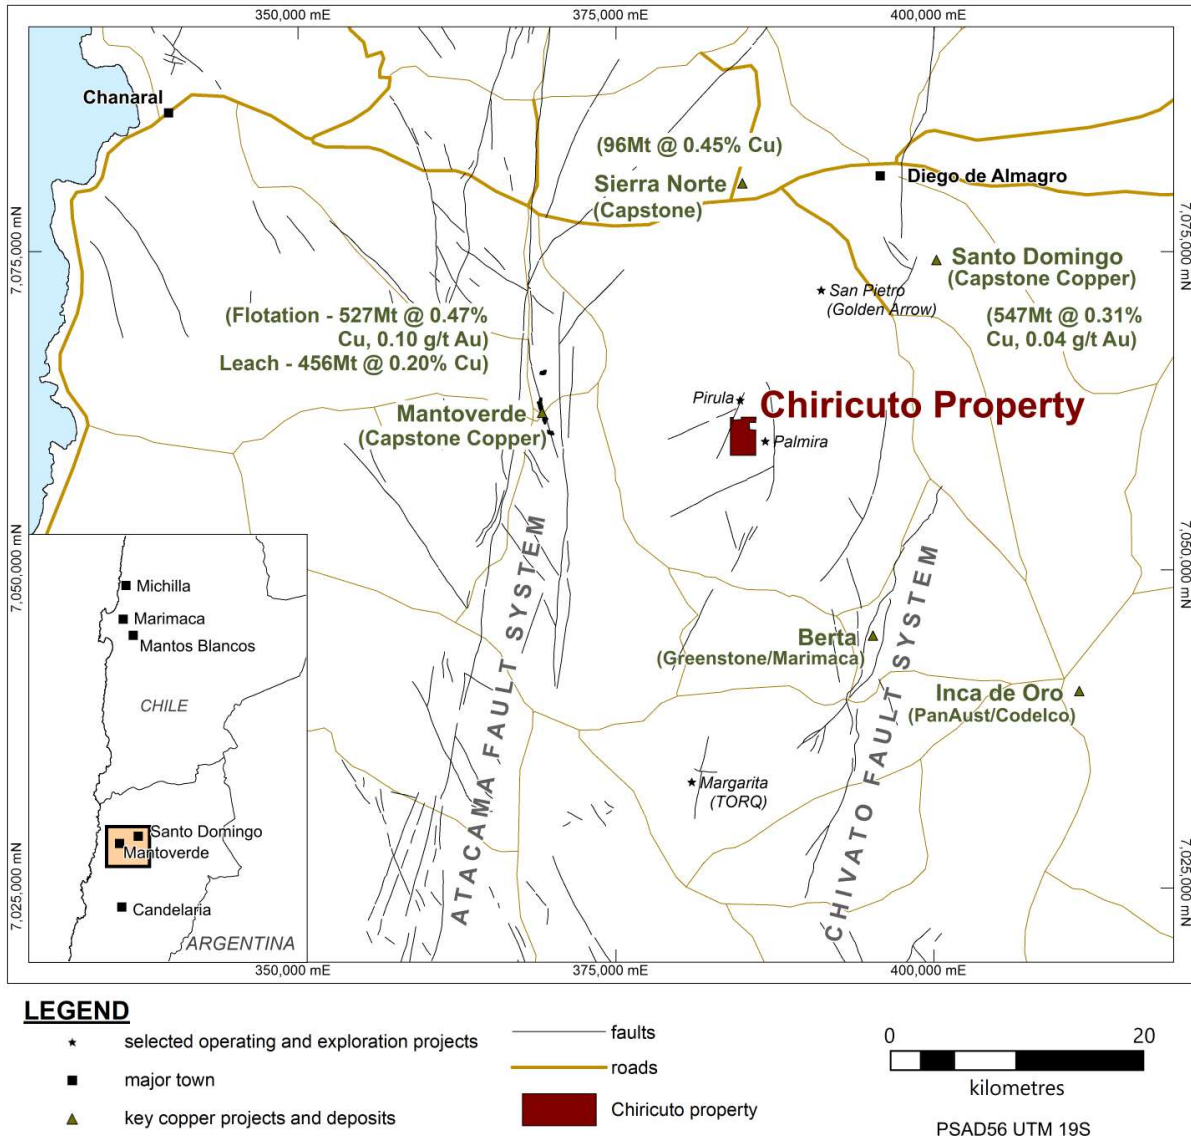 350,000 mE
375,000 mE
400,000 mE
Chanaral
(96Mt @ 0.45% Cu)
Sierra Norte
(Capstone)
Diego de Almagro
7,075,000 mN
7,075,000 mN
Santo Domingo
(Capstone Copper)
(547Mt @ 0.31%
Cu, 0.04 g/t Au)
San Pietro
(Golden Arrow)
(Flotation - 527Mt @ 0.47%
Cu, 0.10 g/t Au)
Leach - 456Mt @ 0.20% Cu)
Mantoverde
(Capstone Copper)
Pirula
Chiricuto Property
Palmira
7,050,000 mN
7,050,000 mN
ATACAMA FAULT SYSTEM
CHIVATO FAULT SYSTEM
Michilla
Marimaca
Mantos Blancos
CHILE
Berta
(Greenstone/Marimaca)
Inca de Oro
(PanAust/Codelco)
Margarita
(TORQ)
Santo Domingo
Mantoverde
Candelaria
ARGENTINA
7,025,000 mN
7,025,000 mN
350,000 mE
375,000 mE
400,000 mE
LEGEND
selected operating and exploration projects
major town
key copper projects and deposits
faults
roads
Chiricuto property
0
20
kilometres
PSAD56 UTM 19S